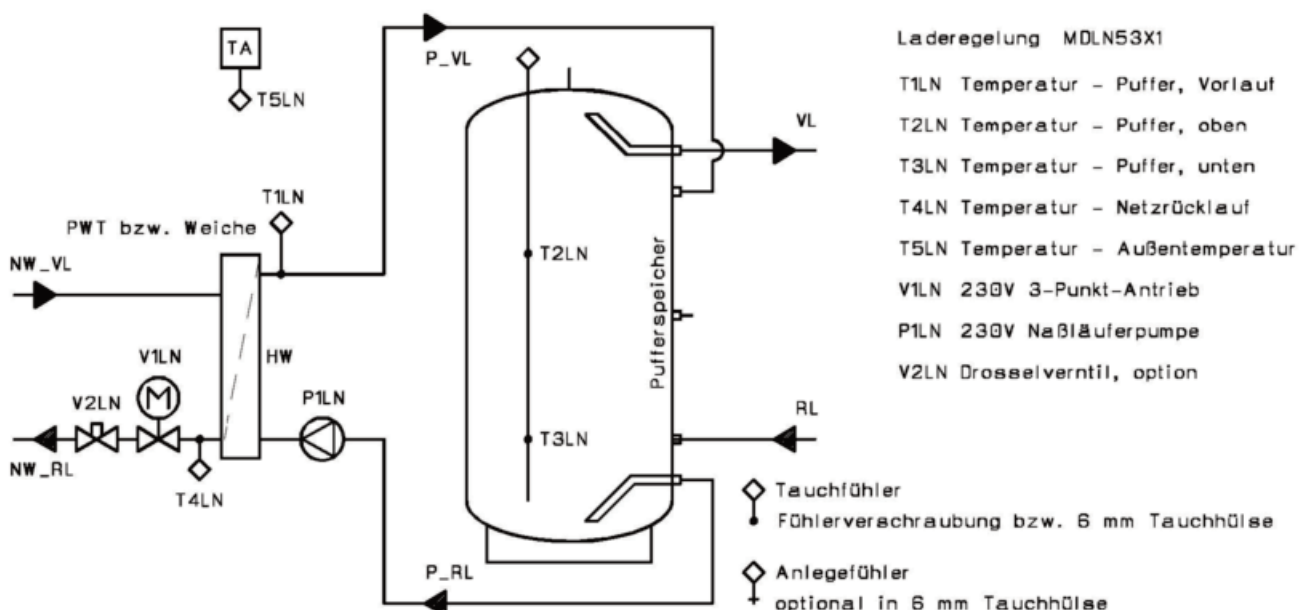 TA
T5LN
P_VL
VL
T1LN
PWT bzw. Weiche
NW_VL
T2LN
Pufferspeicher
HW
V1LN
M
V2LN
P1LN
RL
T3LN
NW_RL
T4LN
P_RL
Laderegelung MDLN53X1
T1LN Temperatur - Puffer, Vorlauf
T2LN Temperatur - Puffer, oben
T3LN Temperatur - Puffer, unten
T4LN Temperatur - Netzrücklauf
T5LN Temperatur - Außentemperatur
V1LN 230V 3-Punkt-Antrieb
P1LN 230V Naßläuferpumpe
V2LN Drosselverntil, option
Tauchfühler
Fühlerverschraubung bzw. 6 mm Tauchhülse
Anlegefühler
optional in 6 mm Tauchhülse